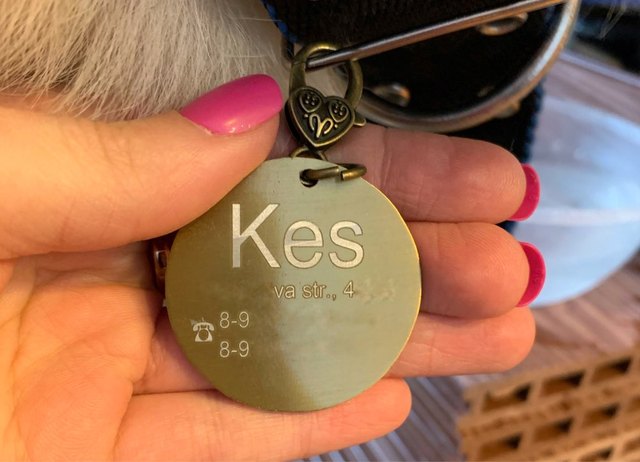 Kes
va str., 4
8-9
8-9